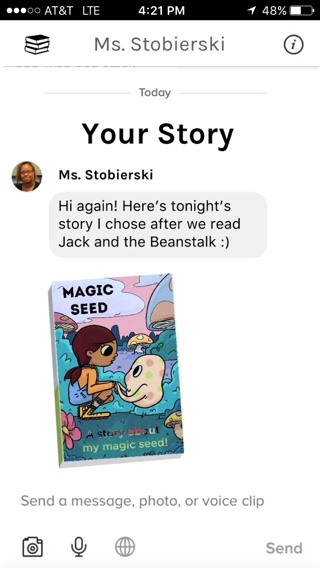 AT&T LTE 4:21 PM 48%
Ms. Stobierski
Today
Your Story
Ms. Stobierski
Hi again! Here's tonight's
story I chose after we read
Jack and the Beanstalk :)
MAGIC
SEED
A story about
my magic seed!
Send a message, photo, or voice clip
Send